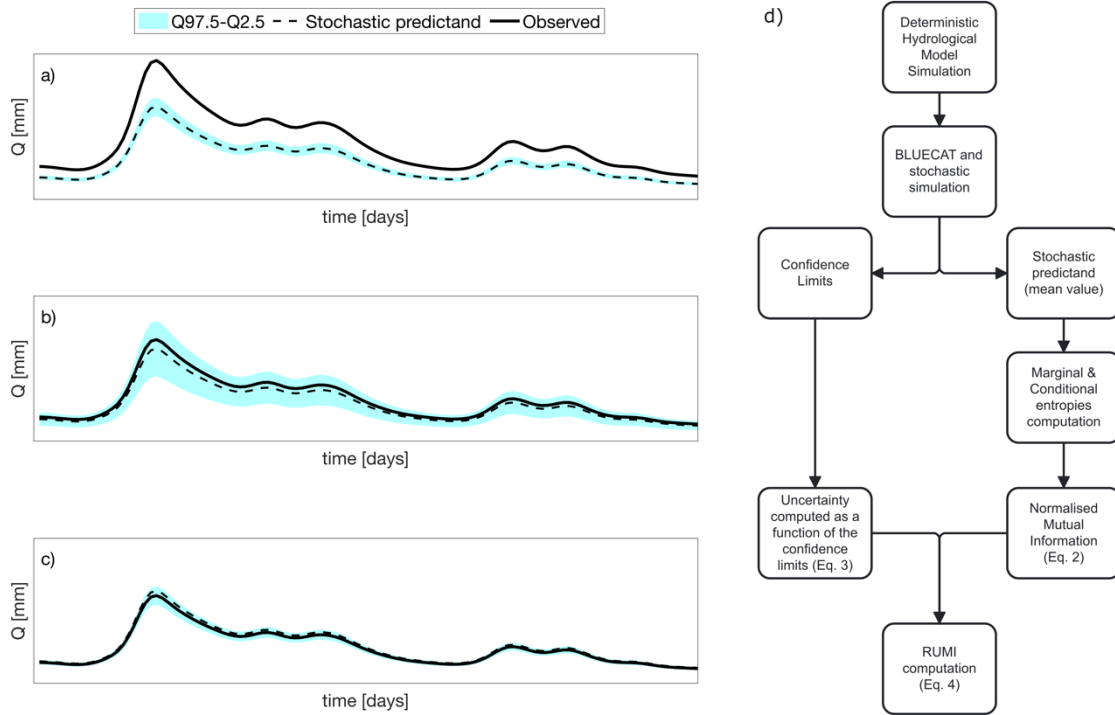 Q97.5-Q2.5 Stochastic predictand Observed
a)
Q [mm]
time [days]
b)
Q [mm]
time [days]
c)
Q [mm]
time [days]
d)
Deterministic
Hydrological
Model
Simulation
BLUECAT and
stochastic
simulation
Confidence
Limits
Stochastic
predictand
(mean value)
Marginal &
Conditional
entropies
computation
Uncertainty
computed as a
function of the
confidence
limits (Eq. 3)
Normalised
Mutual
Information
(Eq. 2)
RUMI
computation
(Eq. 4)